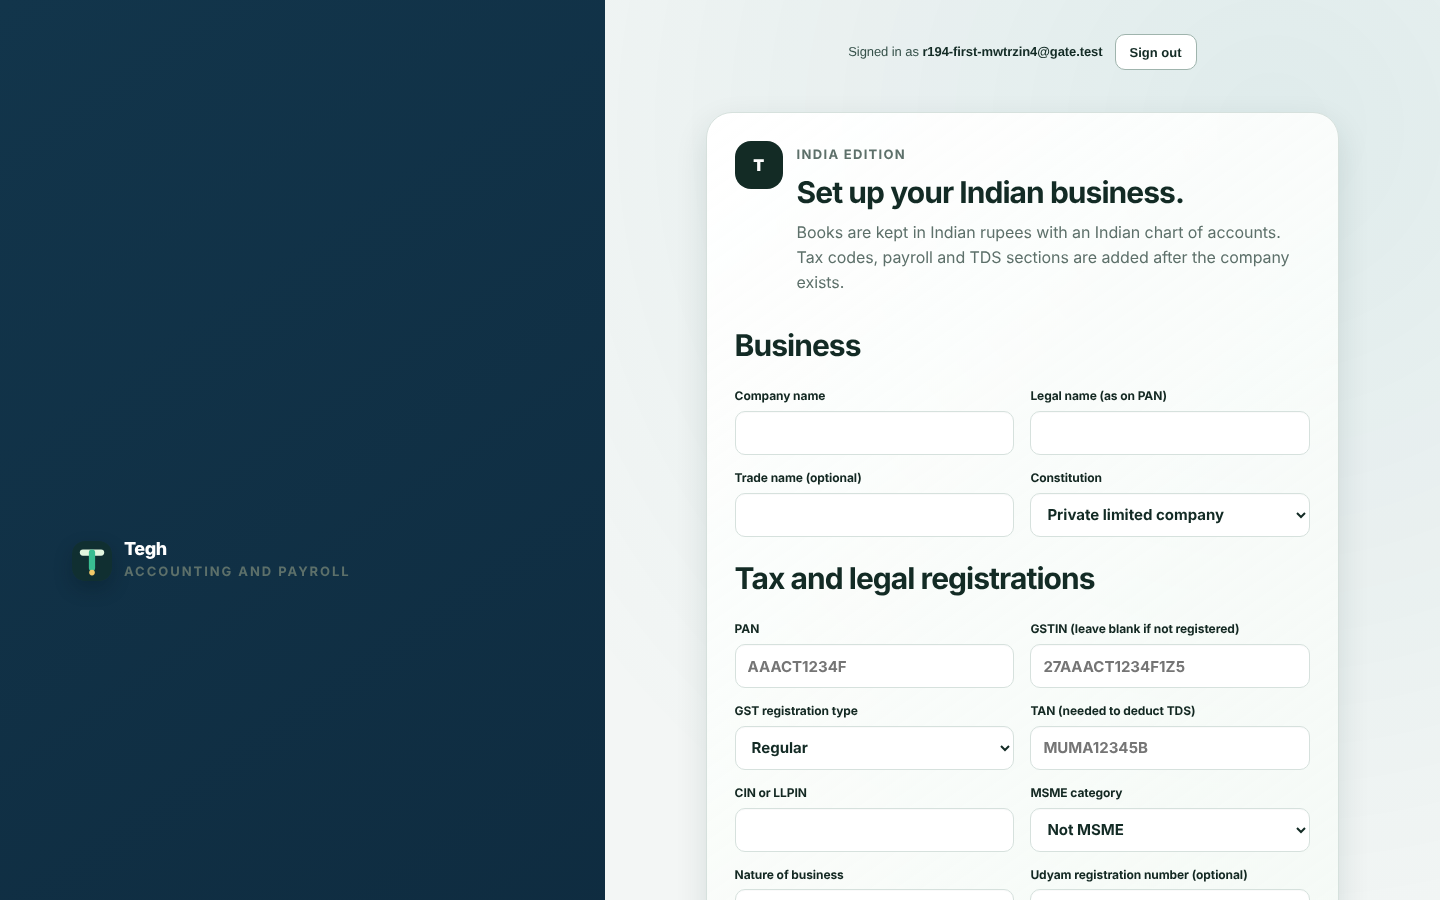 Signed in as r194-first-mwtrzin4@gate.test
Sign out
T
INDIA EDITION
Set up your Indian business.
Books are kept in Indian rupees with an Indian chart of accounts.
Tax codes, payroll and TDS sections are added after the company
exists.
Business
Company name
Legal name (as on PAN)
Trade name (optional)
Constitution
Private limited company
Tegh
ACCOUNTING AND PAYROLL
Tax and legal registrations
PAN
GSTIN (leave blank if not registered)
AAACT1234F
27AAACT1234F1Z5
GST registration type
TAN (needed to deduct TDS)
Regular
MUMA12345B
CIN or LLPIN
MSME category
Not MSME
Nature of business
Udyam registration number (optional)